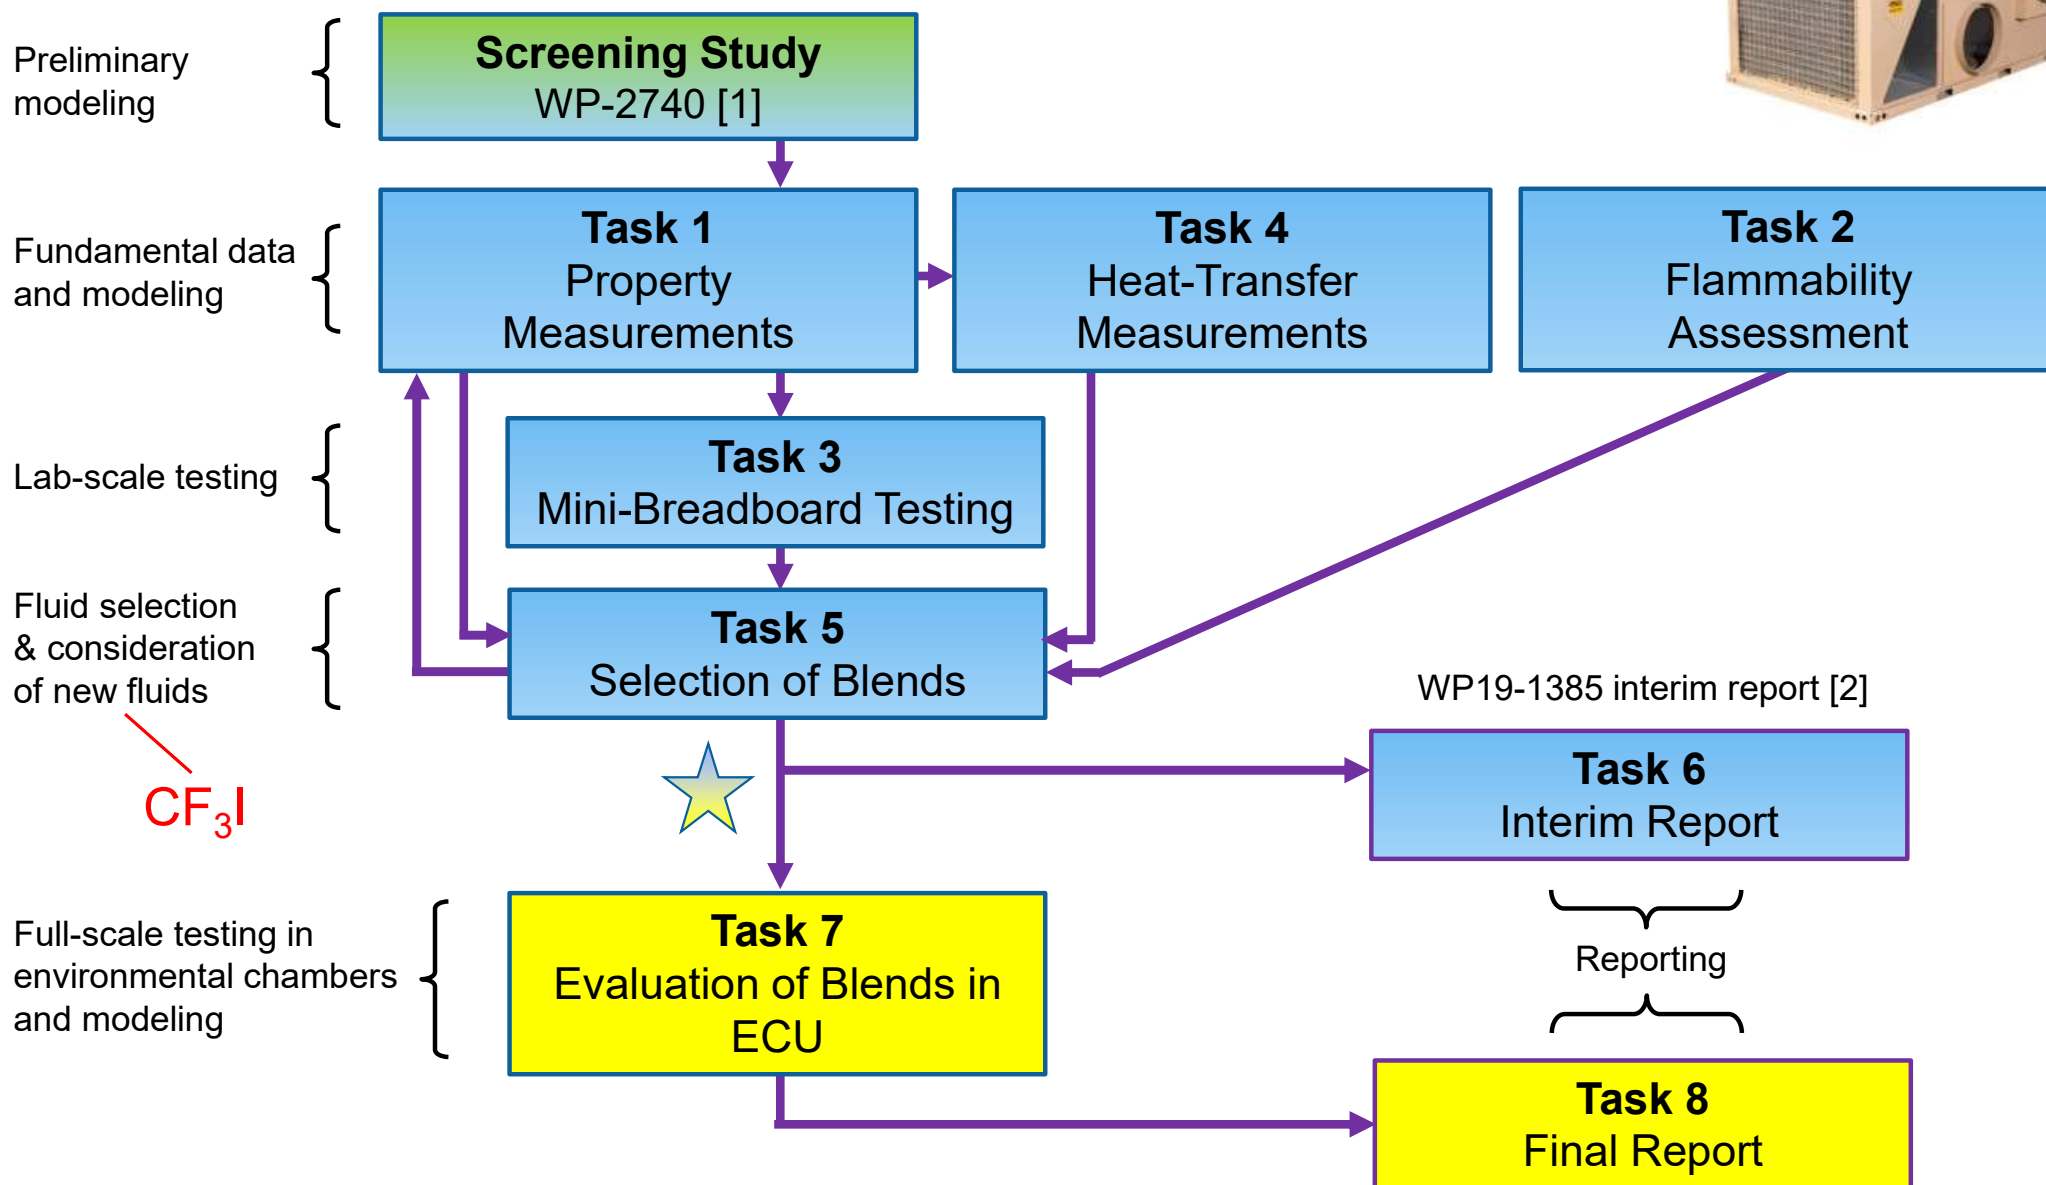 Preliminary
modeling
Screening Study
WP-2740 [1]
Fundamental data
and modeling
Task 1
Property
Measurements
Task 4
Heat-Transfer
Measurements
Task 2
Flammability
Assessment
Lab-scale testing
Task 3
Mini-Breadboard Testing
Fluid selection
& consideration
of new fluids
CF₃I
Task 5
Selection of Blends
WP19-1385 interim report [2]
Task 6
Interim Report
Full-scale testing in
environmental chambers
and modeling
Task 7
Evaluation of Blends in
ECU
Reporting
Task 8
Final Report